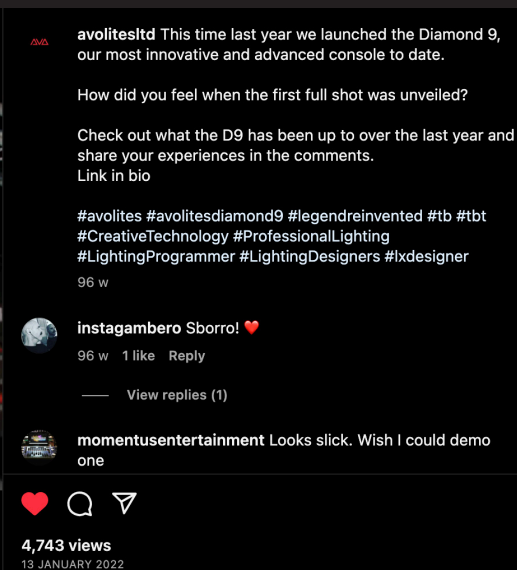 AVA
avolitesltd This time last year we launched the Diamond 9,
our most innovative and advanced console to date.
How did you feel when the first full shot was unveiled?
Check out what the D9 has been up to over the last year and
share your experiences in the comments.
Link in bio
#avolites #avolitesdiamond9 #legendreinvented #tb #tbt
#CreativeTechnology #ProfessionalLighting
#LightingProgrammer #LightingDesigners #lxdesigner
96 w
instagambero Sborro! ❤️
96 w 1 like Reply
View replies (1)
momentusentertainment Looks slick. Wish I could demo
one
4,743 views
13 JANUARY 2022